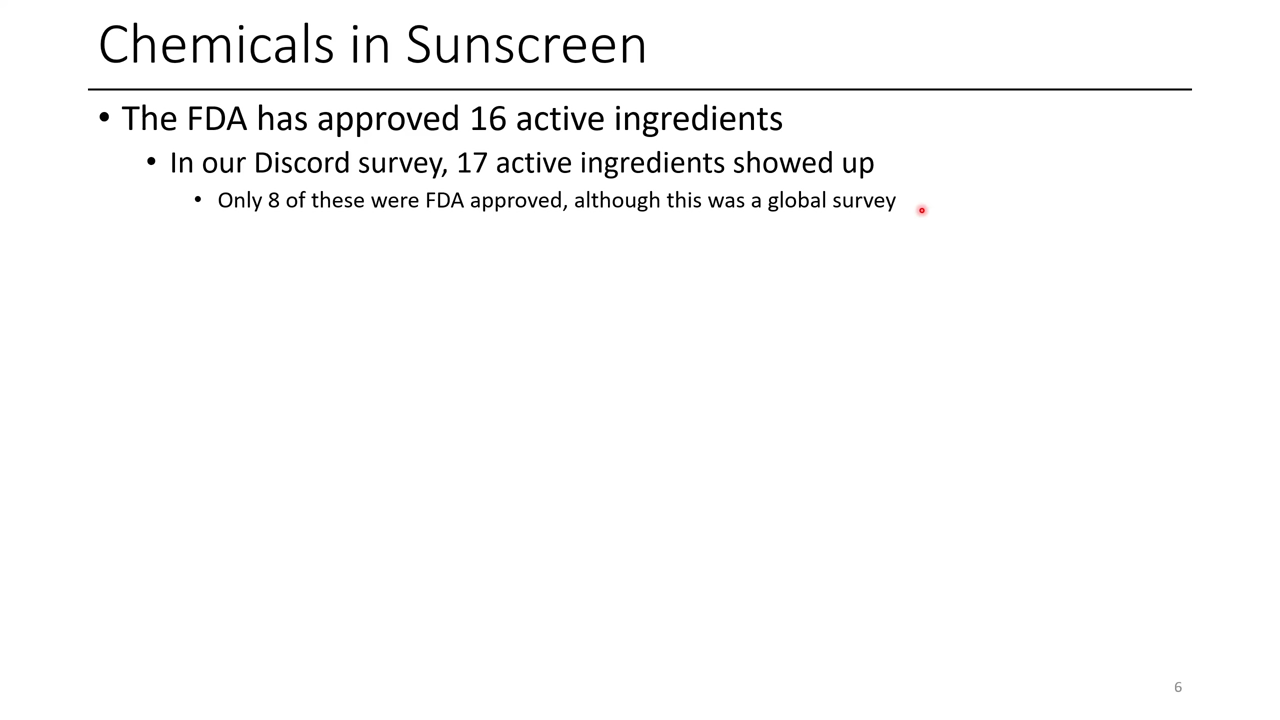 Chemicals in Sunscreen
• The FDA has approved 16 active ingredients
• In our Discord survey, 17 active ingredients showed up
• Only 8 of these were FDA approved, although this was a global survey
6